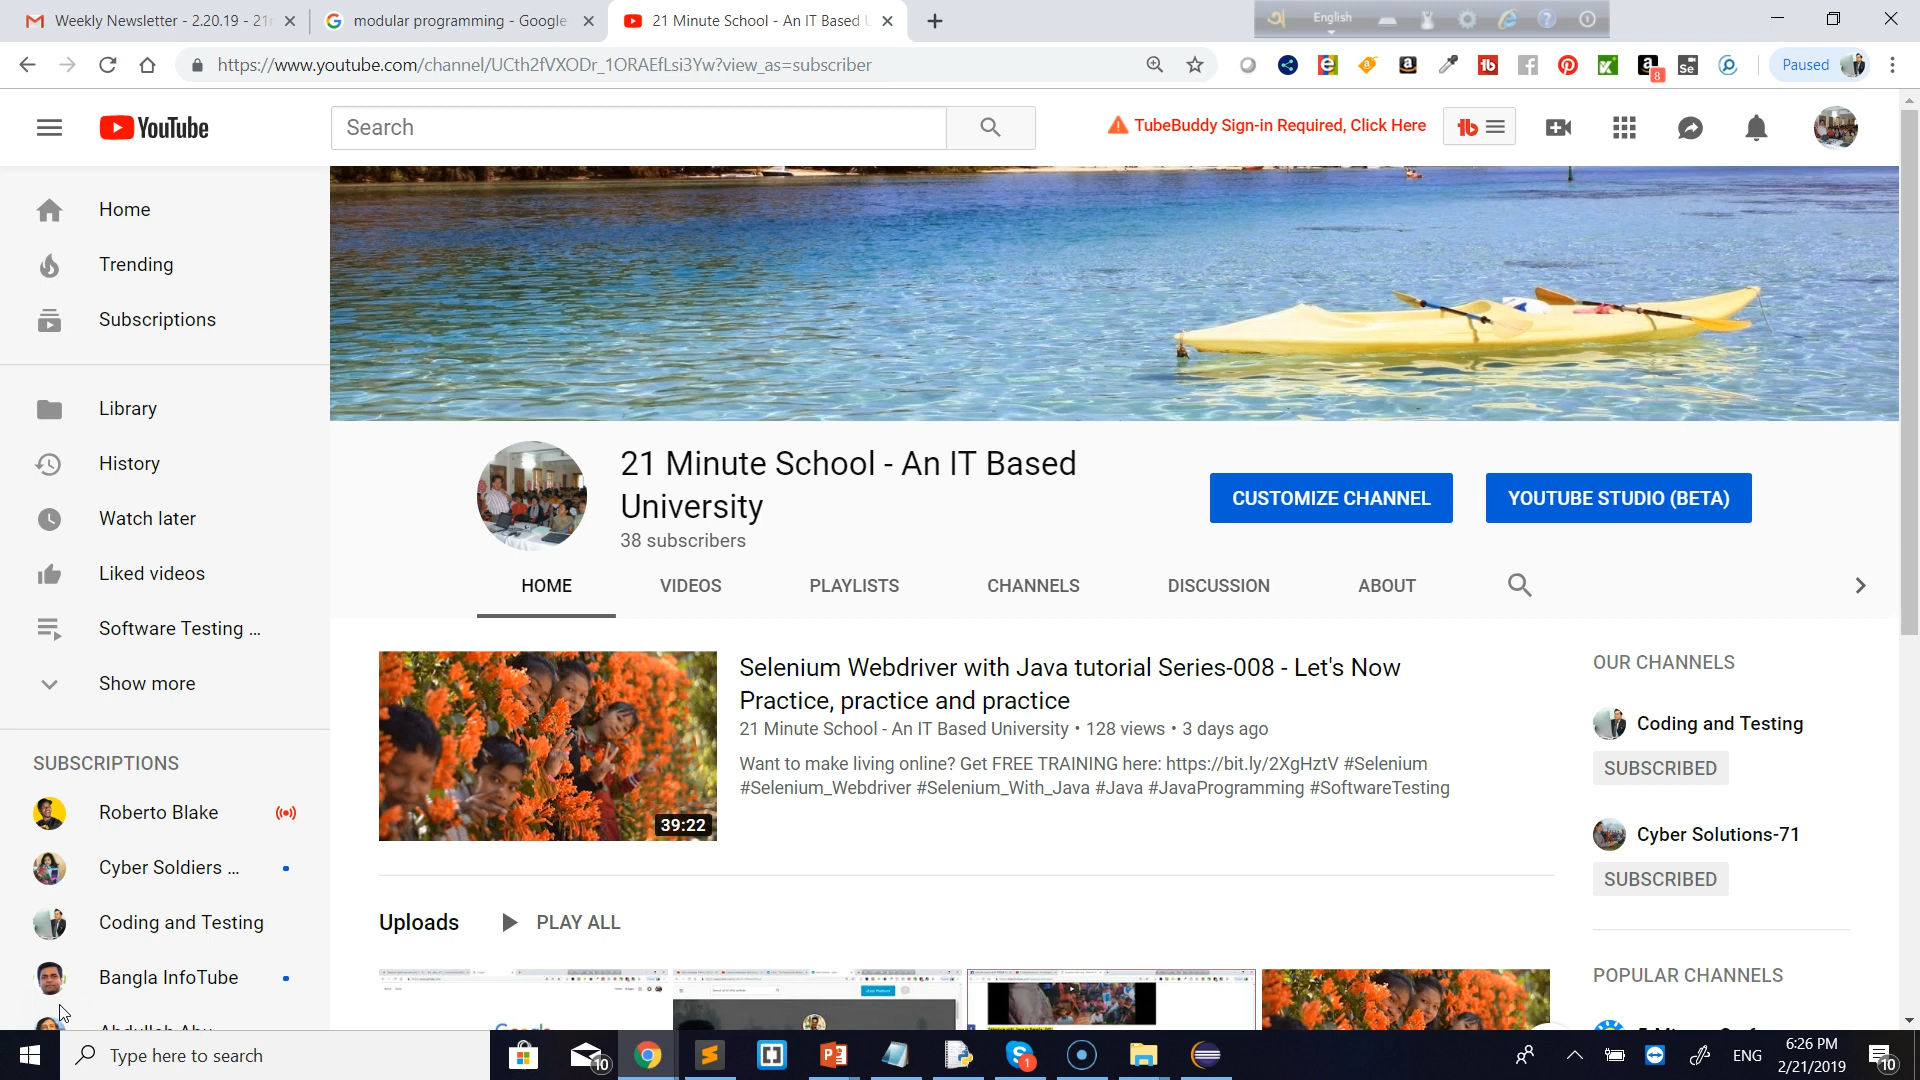 Weekly Newsletter - 2.20.19 - 21
modular programming - Google
21 Minute School - An IT Based
English
https://www.youtube.com/channel/UCth2fVXODr_1ORAEfLsi3Yw?view_as=subscriber
8
Se
Paused
YouTube
Search
TubeBuddy Sign-in Required, Click Here
Home
Trending
Subscriptions
Library
History
Watch later
Liked videos
Software Testing ...
Show more
SUBSCRIPTIONS
Roberto Blake
Cyber Soldiers ...
Coding and Testing
Bangla InfoTube
21 Minute School - An IT Based
University
38 subscribers
CUSTOMIZE CHANNEL
YOUTUBE STUDIO (BETA)
HOME
VIDEOS
PLAYLISTS
CHANNELS
DISCUSSION
ABOUT
Selenium Webdriver with Java tutorial Series-008 - Let's Now
Practice, practice and practice
21 Minute School - An IT Based University • 128 views • 3 days ago
Want to make living online? Get FREE TRAINING here: https://bit.ly/2XgHztV #Selenium
#Selenium_Webdriver #Selenium_With_Java #Java #JavaProgramming #SoftwareTesting
39:22
Uploads
PLAY ALL
OUR CHANNELS
Coding and Testing
SUBSCRIBED
Cyber Solutions-71
SUBSCRIBED
POPULAR CHANNELS
Type here to search
10
1
ENG
6:26 PM
2/21/2019
10